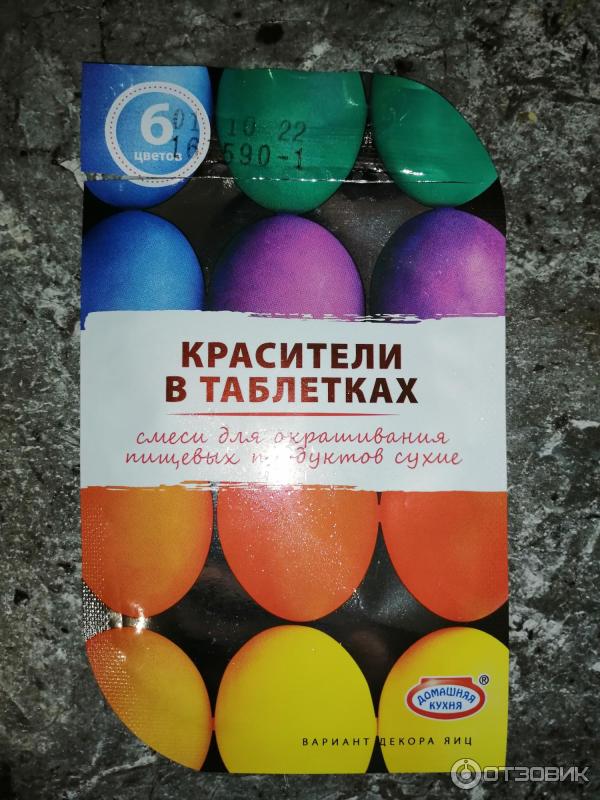 6
цветов
01 10 22
16 590-1
КРАСИТЕЛИ
В ТАБЛЕТКАХ
смеси для окрашивания
пищевых продуктов сухие
ДОМАШНЯЯ
КУХНЯ
®
ВАРИАНТ ДЕКОРА ЯИЦ
ОТЗОВИК